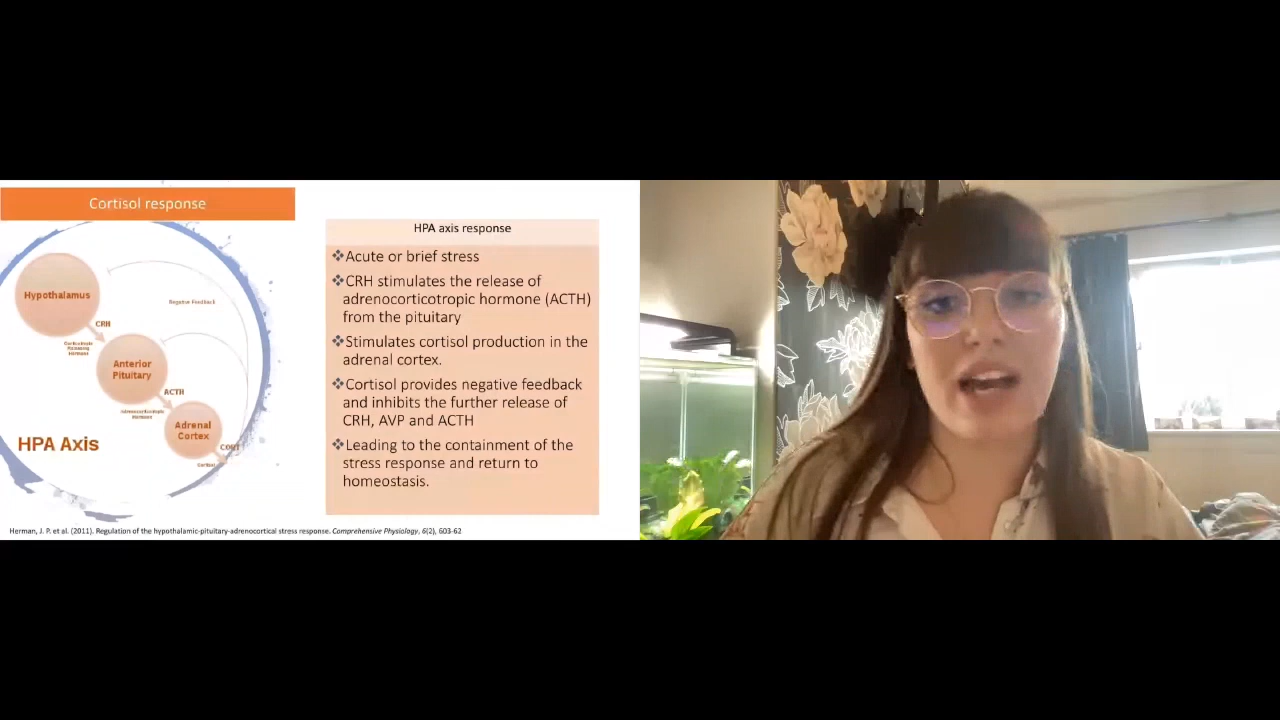 Cortisol response
Hypothalamus
CRH
Negative Feedback
Anterior
Pituitary
ACTH
Adrenal
Cortex
Cortisol
HPA Axis
HPA axis response
❖Acute or brief stress
❖CRH stimulates the release of
adrenocorticotropic hormone (ACTH)
from the pituitary
❖Stimulates cortisol production in the
adrenal cortex.
❖Cortisol provides negative feedback
and inhibits the further release of
CRH, AVP and ACTH
❖Leading to the containment of the
stress response and return to
homeostasis.
Herman, J. P. et al. (2011). Regulation of the hypothalamic-pituitary-adrenocortical stress response. Comprehensive Physiology, 6(2), 603-62